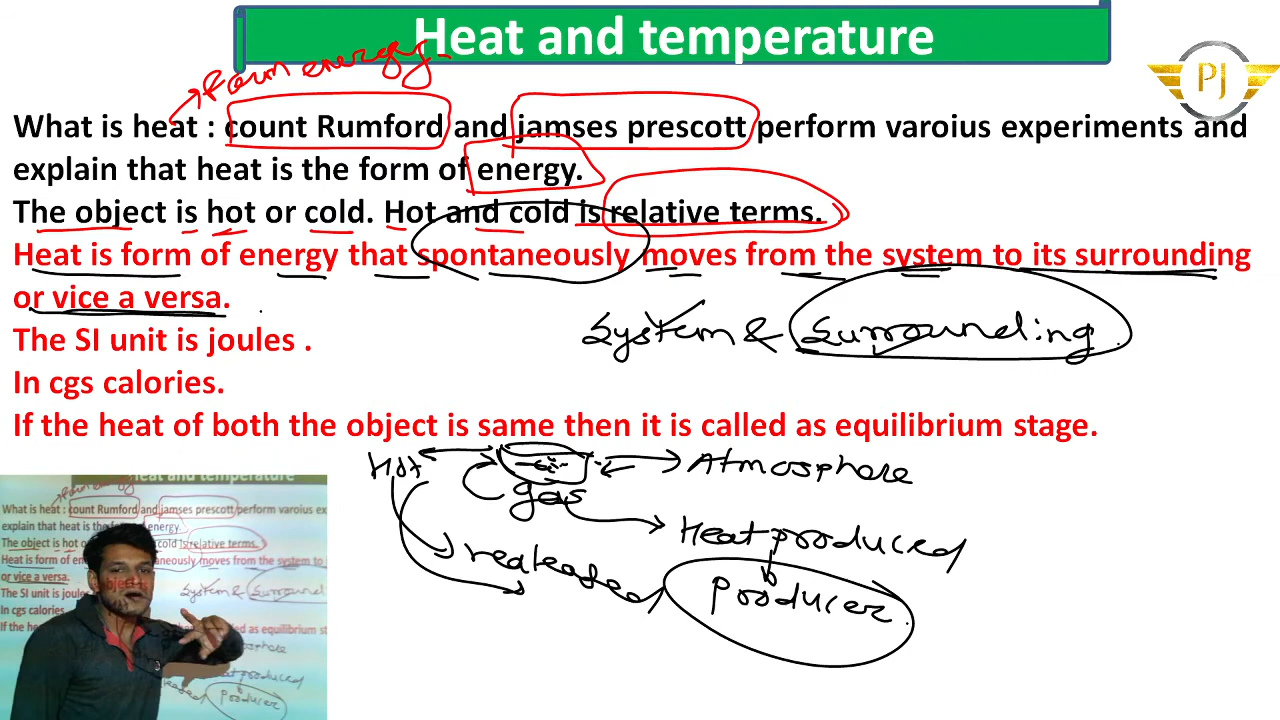 Heat and temperature
form energy
PJ
What is heat : count Rumford and jamses prescott perform varoius experiments and
explain that heat is the form of energy.
The object is hot or cold. Hot and cold is relative terms.
Heat is form of energy that spontaneously moves from the system to its surrounding
or vice a versa.
System & Surrounding
The SI unit is joules .
In cgs calories.
If the heat of both the object is same then it is called as equilibrium stage.
Hot
Atmosphere
gas
Heat produced
realeased
producer